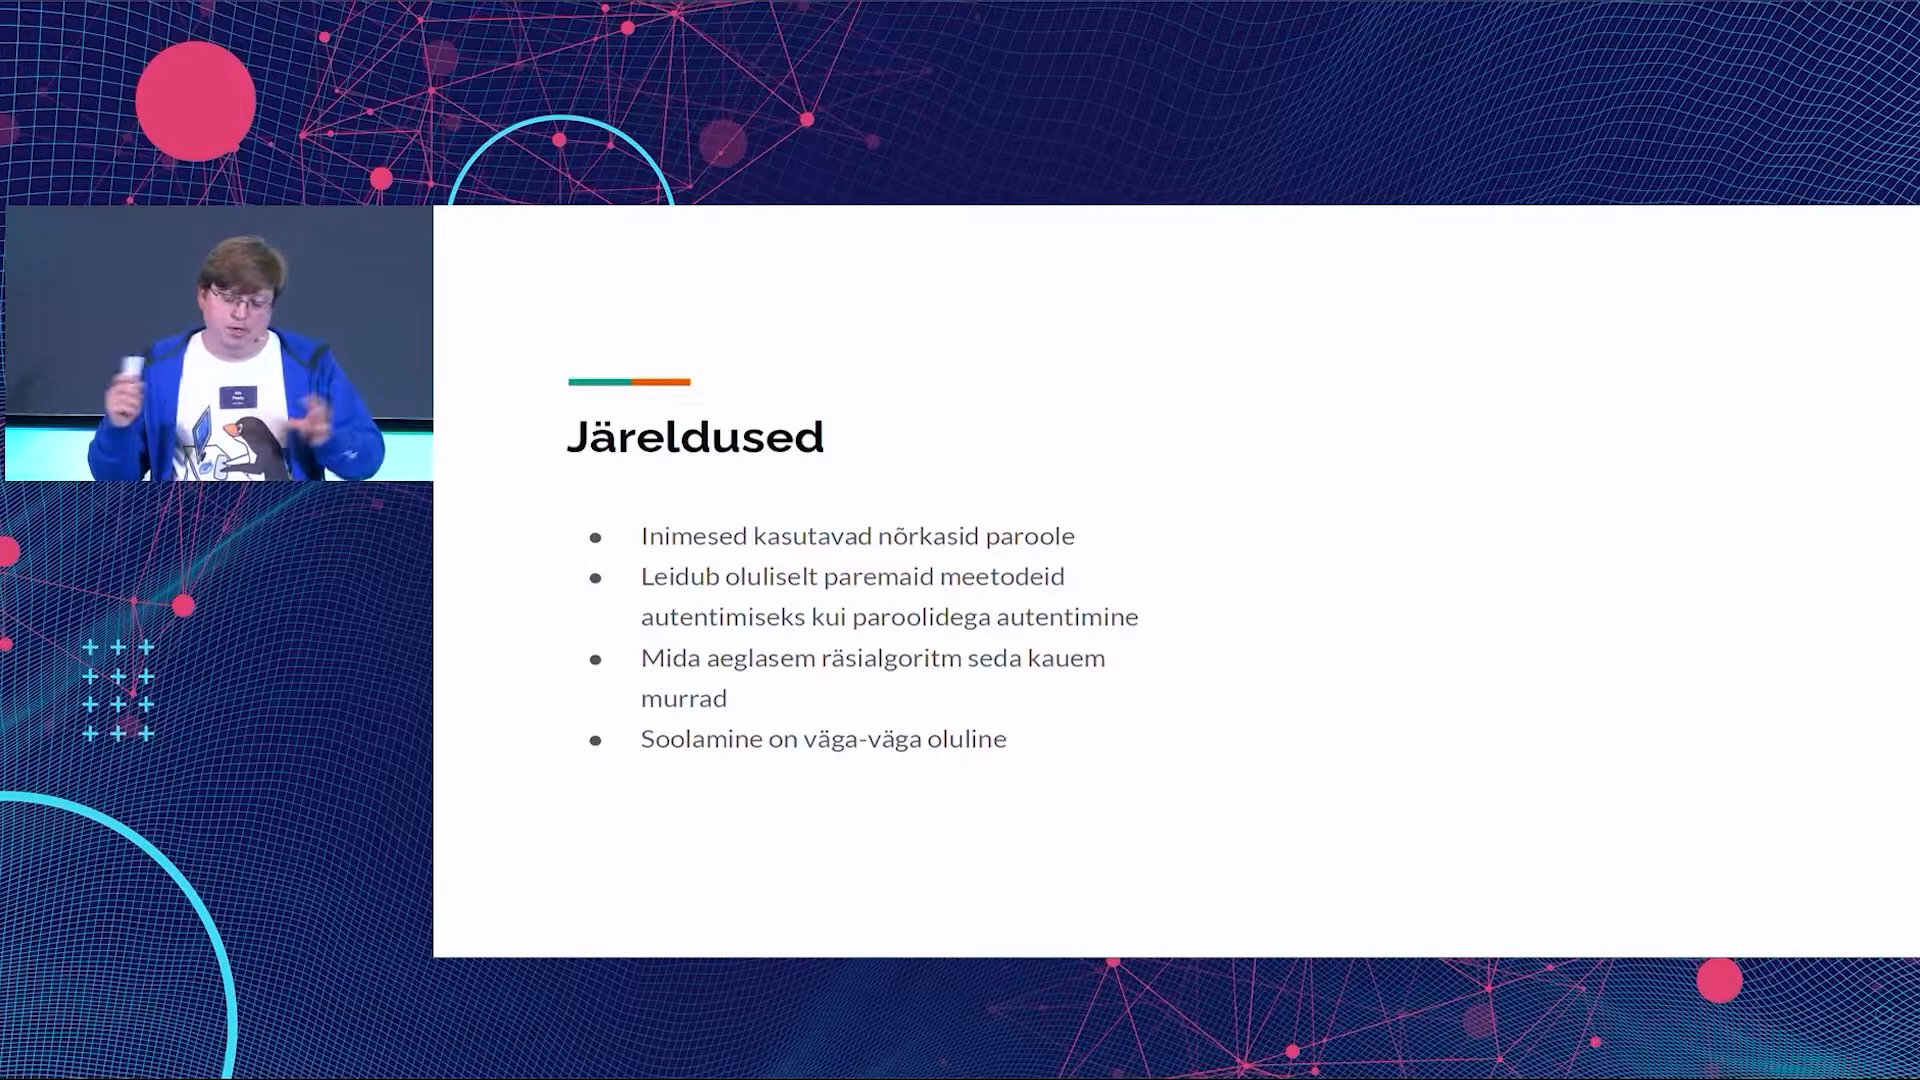 Järeldused
● Inimesed kasutavad nõrkasid paroole
● Leidub oluliselt paremaid meetodeid
autentimiseks kui paroolidega autentimine
● Mida aeglasem räsialgoritm seda kauem
murrad
● Soolamine on väga-väga oluline